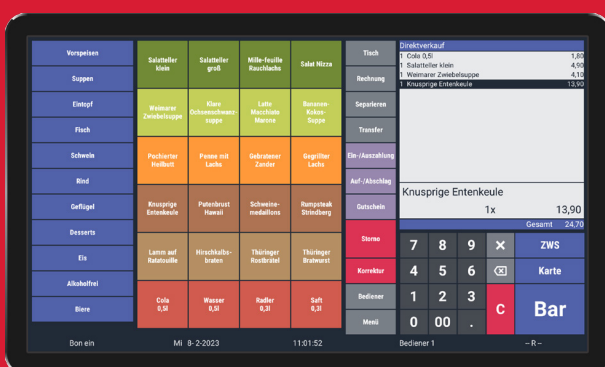 Vorspeisen
Suppen
Eintopf
Fisch
Schwein
Rind
Geflügel
Desserts
Eis
Alkoholfrei
Biere
Salatteller
klein
Salatteller
groß
Mille-feuille
Rauchlachs
Salat Nizza
Weimarer
Zwiebelsuppe
Klare
Ochsenschwanz-
suppe
Latte
Macchiato
Marona
Bananen-
Kokos-
Suppe
Pochierter
Heilbutt
Penne mit
Lachs
Gebratener
Zander
Gegrillter
Lachs
Knusprige
Entenkeule
Putenbrust
Hawaii
Schweine-
medaillons
Rumpsteak
Strindberg
Lamm auf
Ratatouille
Hirschkalbs-
braten
Thüringer
Rostbrätel
Thüringer
Bratwurst
Cola
0,5l
Wasser
0,5l
Radler
0,3l
Saft
0,3l
Tisch
Rechnung
Separieren
Transfer
Ein-/Auszahlung
Auf-/Abschlag
Gutschein
Storno
Korrektur
Bediener
Menü
Direktverkauf
1 Cola 0,5l 1,80
1 Salatteller klein 4,90
1 Weimarer Zwiebelsuppe 4,10
1 Knusprige Entenkeule 13,90
Knusprige Entenkeule
1x 13,90
Gesamt 24,70
7 8 9 X ZWS
4 5 6 Karte
1 2 3 C Bar
0 00 .
Bon ein Mi 8- 2-2023 11:01:52 Bediener 1 – R –